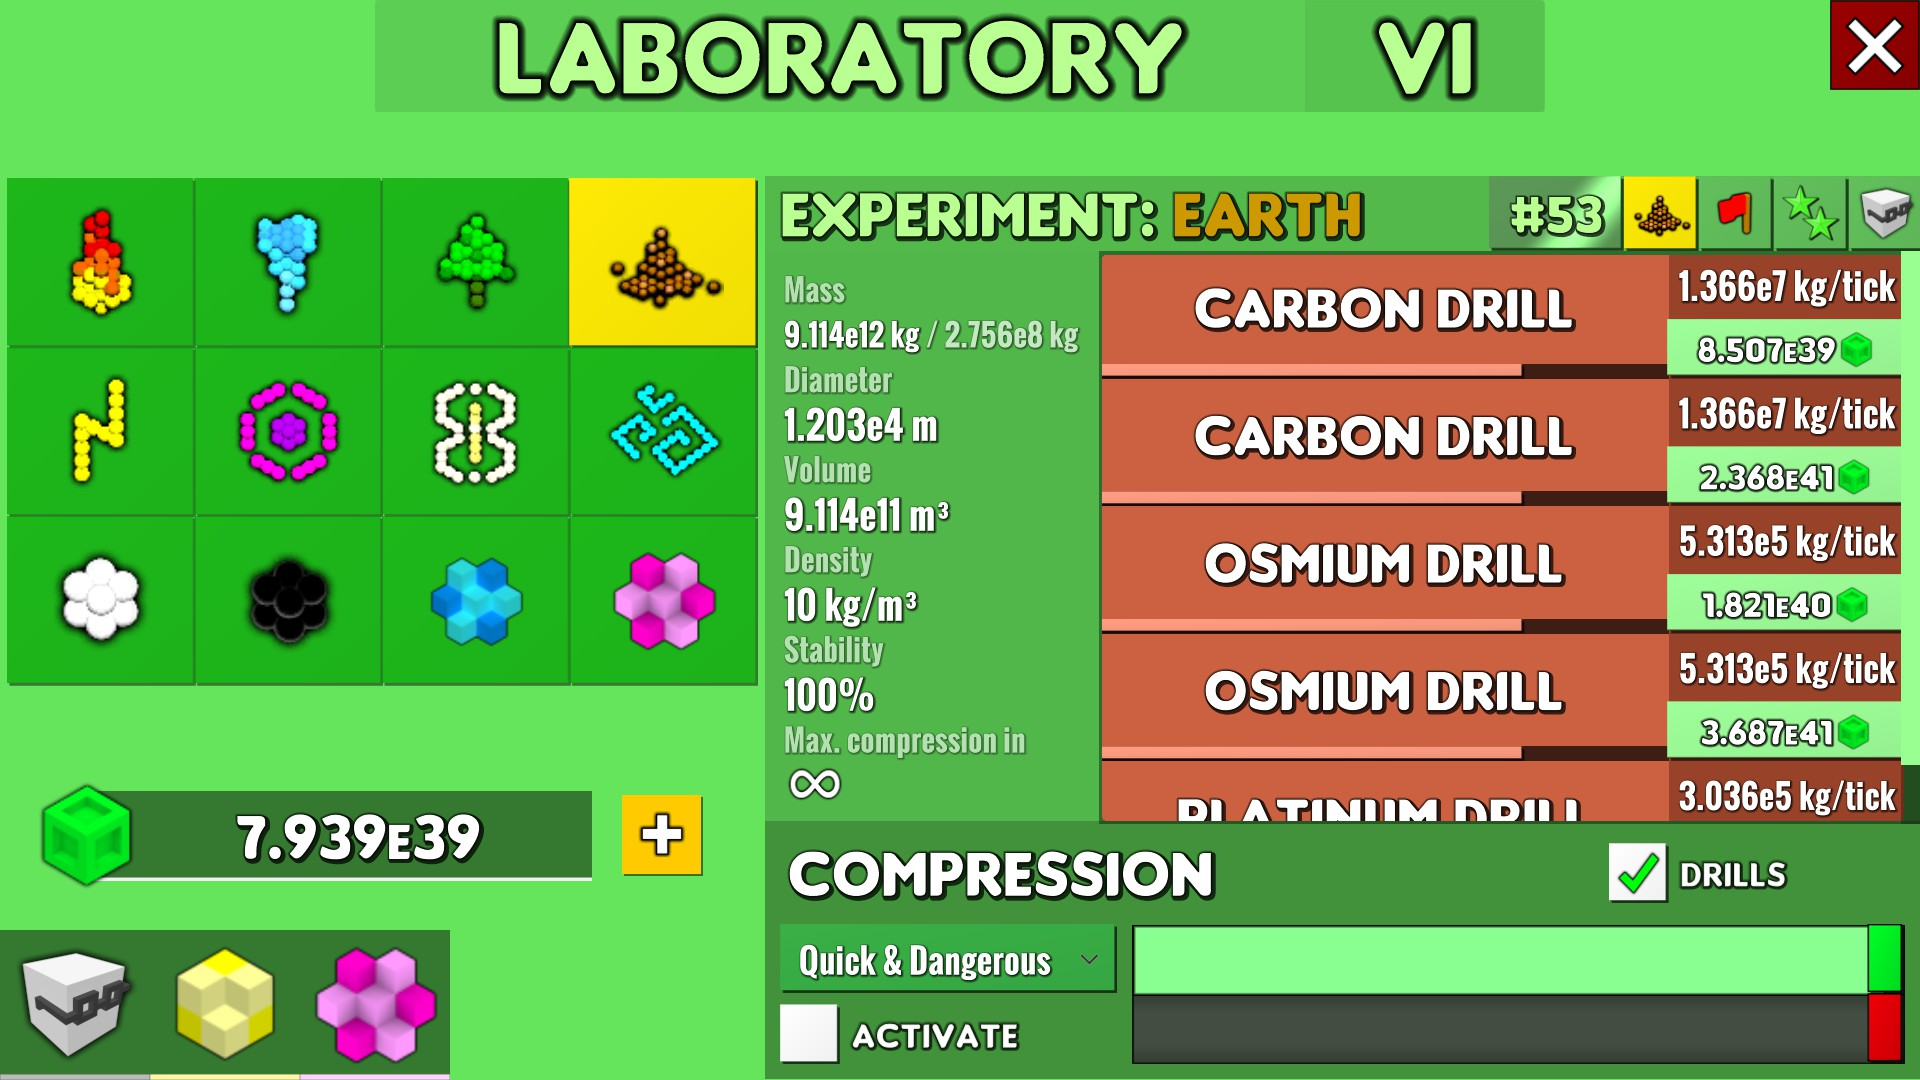 LABORATORY VI
EXPERIMENT: EARTH #53
Mass
9.114e12 kg / 2.756e8 kg
Diameter
1.203e4 m
Volume
9.114e11 m³
Density
10 kg/m³
Stability
100%
Max. compression in
∞
CARBON DRILL 1.366e7 kg/tick
8.507E39
CARBON DRILL 1.366e7 kg/tick
2.368E41
OSMIUM DRILL 5.313e5 kg/tick
1.821E40
OSMIUM DRILL 5.313e5 kg/tick
3.687E41
PLATINUM DRILL 3.036e5 kg/tick
7.939E39
+
COMPRESSION DRILLS
Quick & Dangerous
ACTIVATE